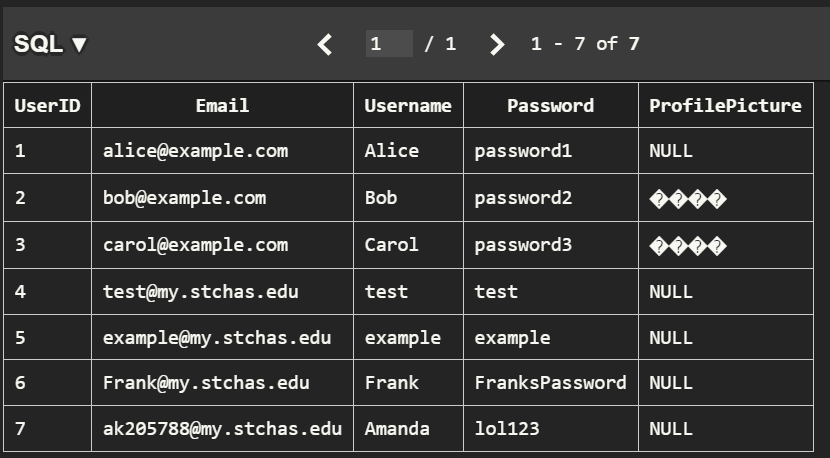 SQL ▼ 1 / 1 1 - 7 of 7
UserID Email Username Password ProfilePicture
1 alice@example.com Alice password1 NULL
2 bob@example.com Bob password2 ����
3 carol@example.com Carol password3 ����
4 test@my.stchas.edu test test NULL
5 example@my.stchas.edu example example NULL
6 Frank@my.stchas.edu Frank FranksPassword NULL
7 ak205788@my.stchas.edu Amanda lol123 NULL